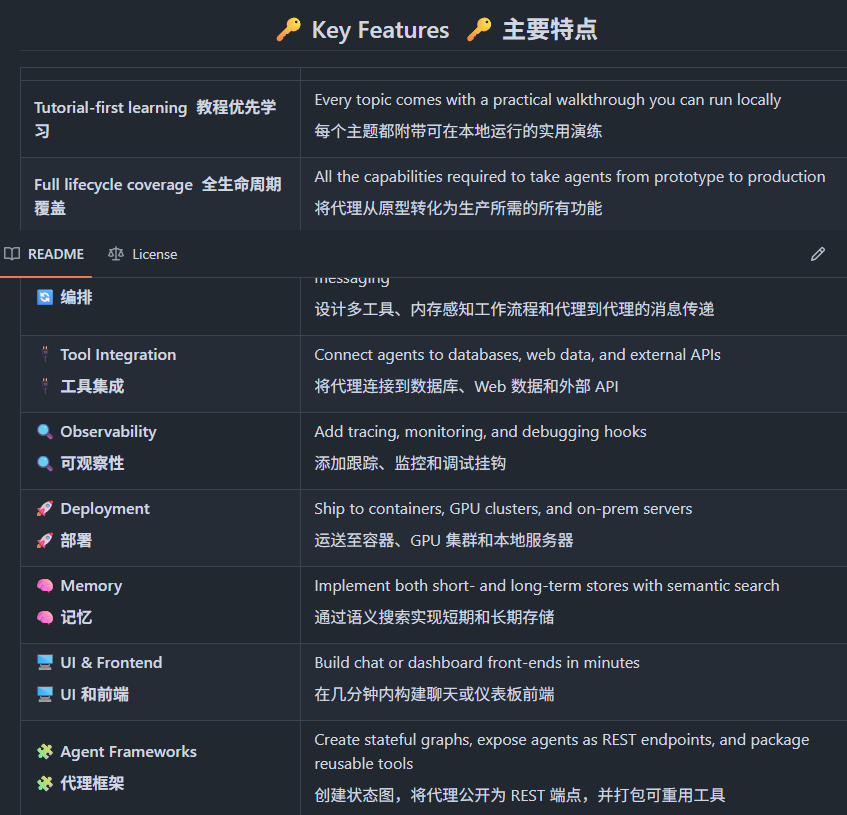 🔑 Key Features 🔑 主要特点
Tutorial-first learning 教程优先学
习
Every topic comes with a practical walkthrough you can run locally
每个主题都附带可在本地运行的实用演练
Full lifecycle coverage 全生命周期
覆盖
All the capabilities required to take agents from prototype to production
将代理从原型转化为生产所需的所有功能
README
License
messaging
🔄 编排
设计多工具、内存感知工作流程和代理到代理的消息传递
🔌 Tool Integration
🔌 工具集成
Connect agents to databases, web data, and external APIs
将代理连接到数据库、Web 数据和外部 API
🔍 Observability
🔍 可观察性
Add tracing, monitoring, and debugging hooks
添加跟踪、监控和调试挂钩
🚀 Deployment
🚀 部署
Ship to containers, GPU clusters, and on-prem servers
运送至容器、GPU 集群和本地服务器
🧠 Memory
🧠 记忆
Implement both short- and long-term stores with semantic search
通过语义搜索实现短期和长期存储
🖥️ UI & Frontend
🖥️ UI 和前端
Build chat or dashboard front-ends in minutes
在几分钟内构建聊天或仪表板前端
🧩 Agent Frameworks
🧩 代理框架
Create stateful graphs, expose agents as REST endpoints, and package
reusable tools
创建状态图，将代理公开为 REST 端点，并打包可重用工具